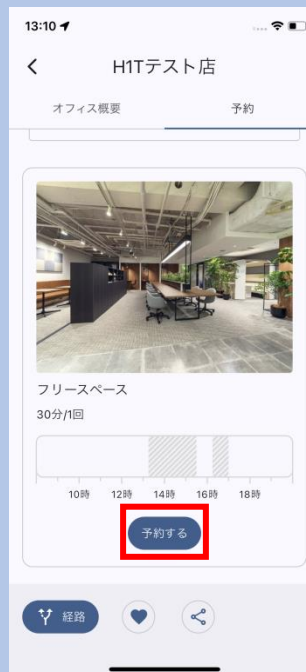 13:10
H1Tテスト店
オフィス概要 予約
フリースペース
30分/1回
10時 12時 14時 16時 18時
予約する
経路